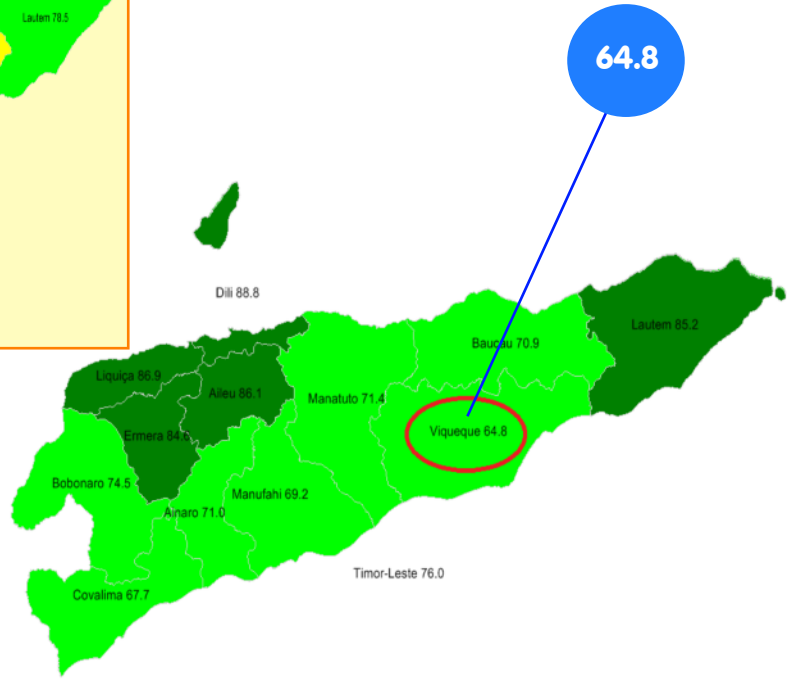 Lautem 78.5
64.8
Dili 88.8
Lautem 85.2
Baucau 70.9
Liquiça 86.9
Aileu 86.1
Manatuto 71.4
Ermera 84.6
Viqueque 64.8
Bobonaro 74.5
Manufahi 69.2
Ainaro 71.0
Timor-Leste 76.0
Covalima 67.7